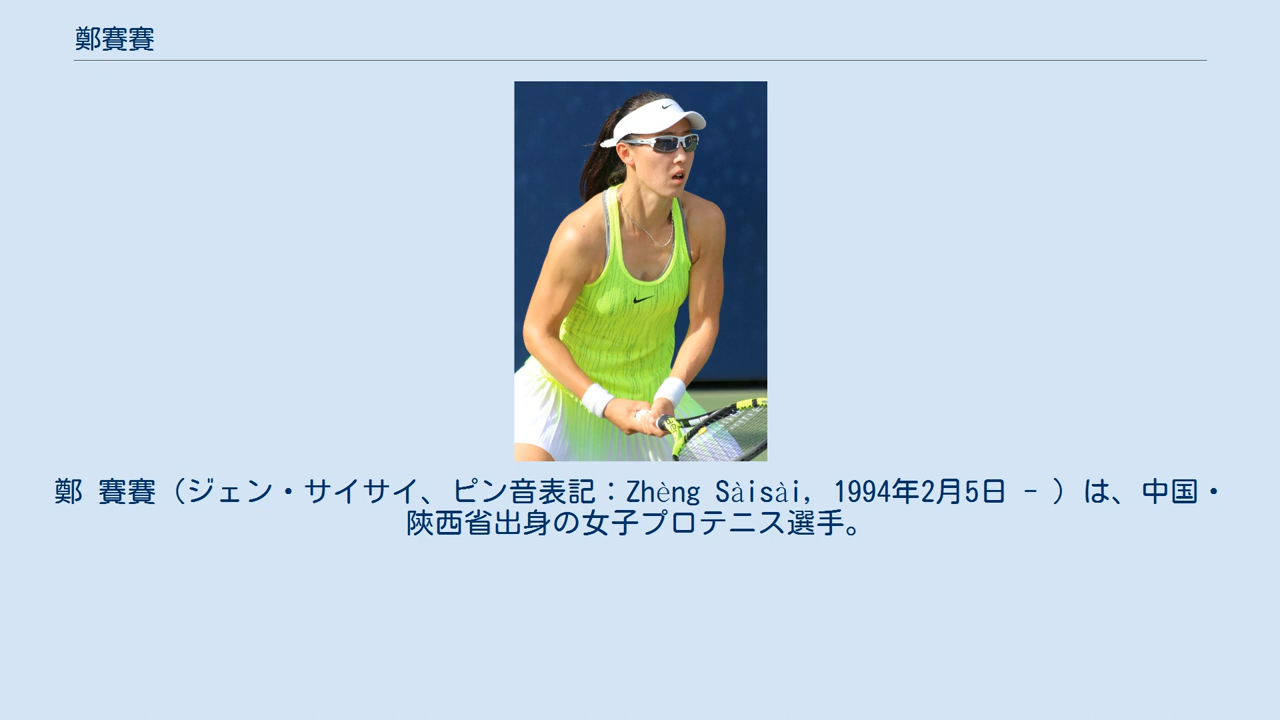 鄭賽賽
鄭 賽賽（ジェン・サイサイ、ピン音表記：Zhèng Sàisài, 1994年2月5日 - ）は、中国・
陝西省出身の女子プロテニス選手。